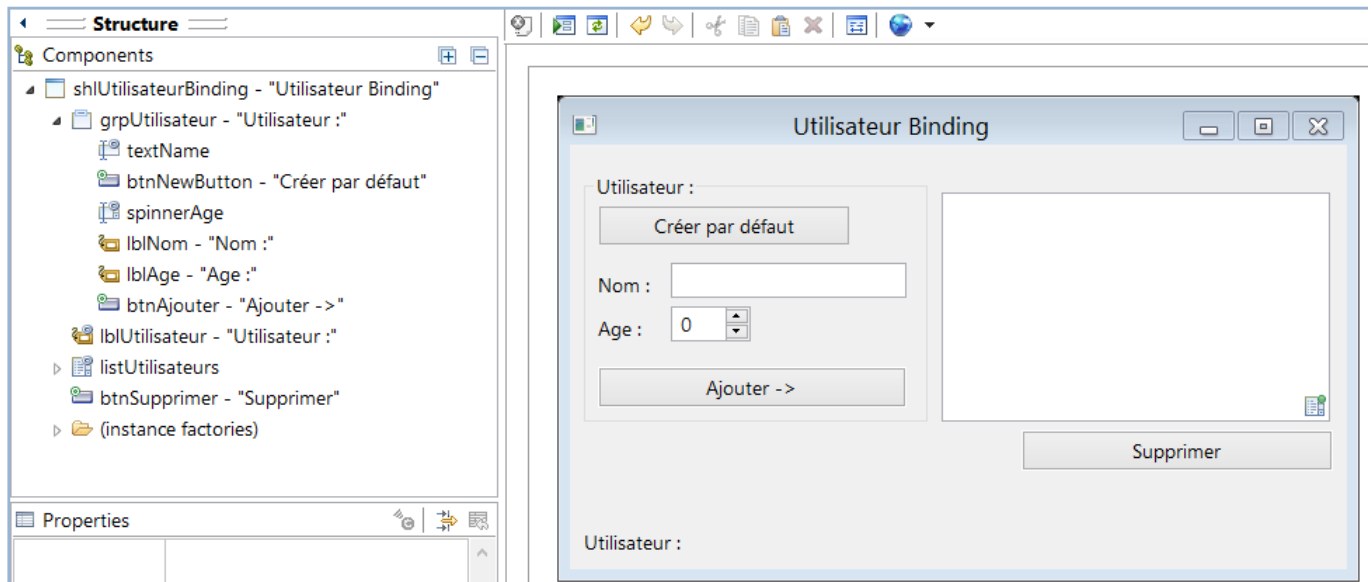 Structure
Components
shlUtilisateurBinding - "Utilisateur Binding"
grpUtilisateur - "Utilisateur :"
textName
btnNewButton - "Créer par défaut"
spinnerAge
lblNom - "Nom :"
lblAge - "Age :"
btnAjouter - "Ajouter ->"
lblUtilisateur - "Utilisateur :"
listUtilisateurs
btnSupprimer - "Supprimer"
(instance factories)
Properties
Utilisateur Binding
Utilisateur :
Créer par défaut
Nom :
Age :
0
Ajouter ->
Supprimer
Utilisateur :